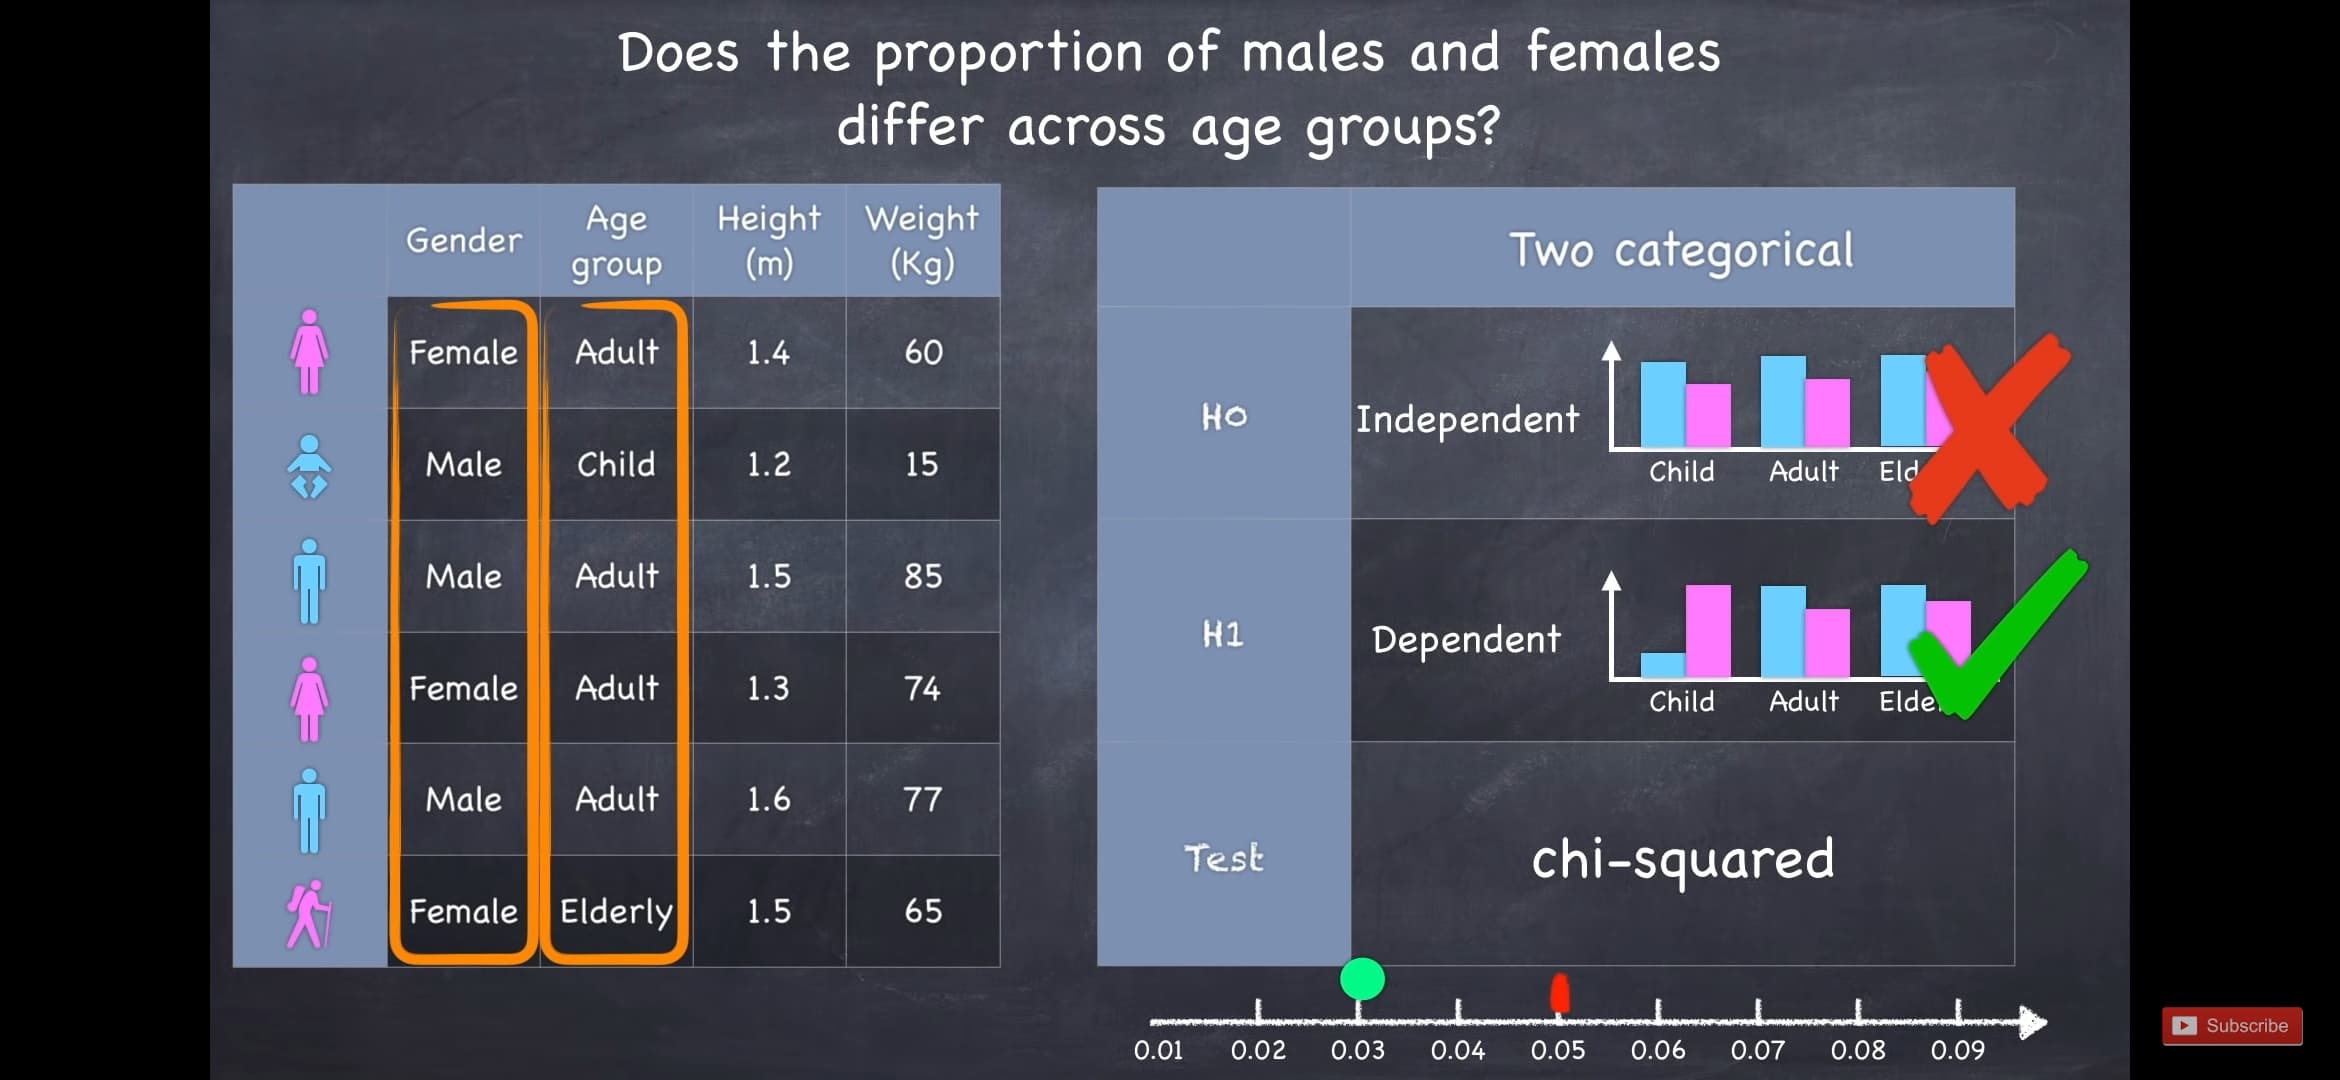 Does the proportion of males and females
differ across age groups?
Gender Age group Height (m) Weight (Kg)
Female Adult 1.4 60
Male Child 1.2 15
Male Adult 1.5 85
Female Adult 1.3 74
Male Adult 1.6 77
Female Elderly 1.5 65
Two categorical
H0 Independent
Child Adult
H1 Dependent
Child Adult
Test chi-squared
0.01 0.02 0.03 0.04 0.05 0.06 0.07 0.08 0.09
Subscribe